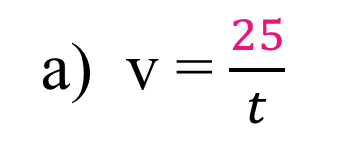 a) v = 25/t